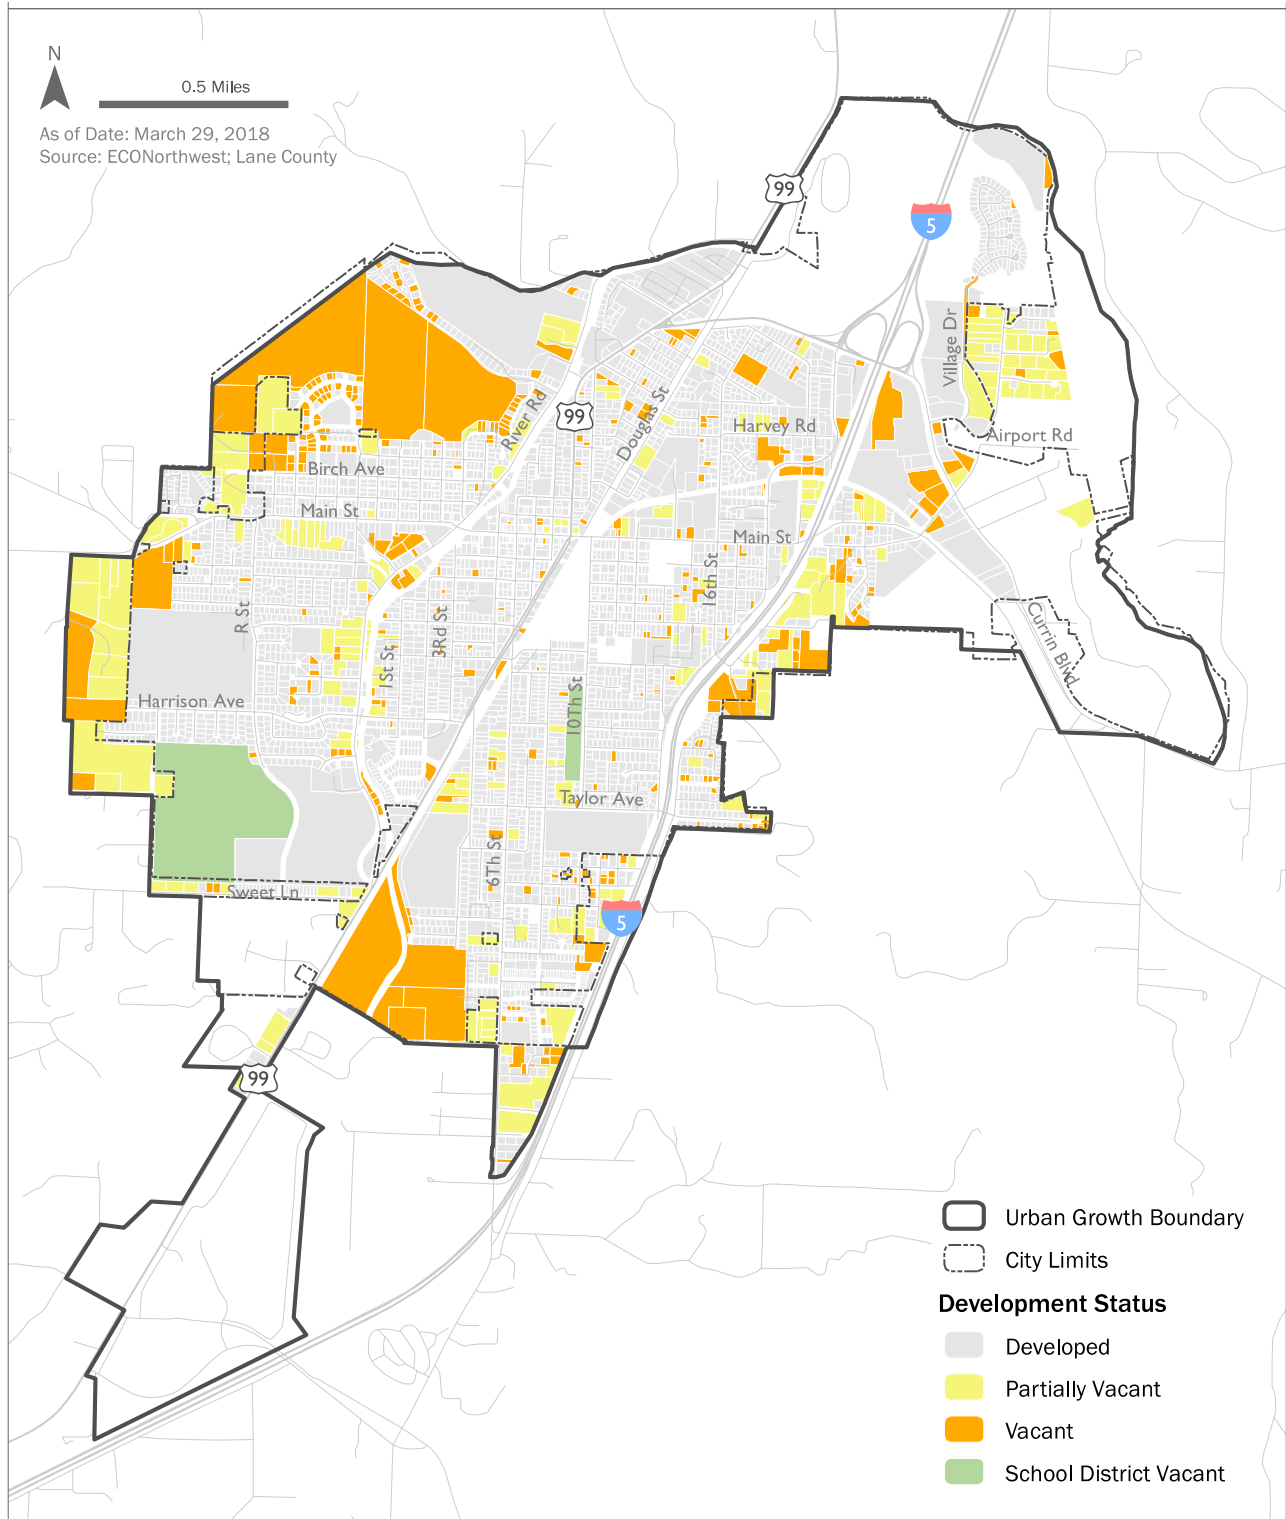 N
0.5 Miles
As of Date: March 29, 2018
Source: ECONorthwest; Lane County
99
5
Village Dr
River Rd
99
Douglas St
Harvey Rd
Airport Rd
Birch Ave
Main St
Main St
16th St
R St
3Rd St
1St St
Currin Blvd
Harrison Ave
10Th St
Taylor Ave
6Th St
Sweet Ln
5
99
Urban Growth Boundary
City Limits
Development Status
Developed
Partially Vacant
Vacant
School District Vacant